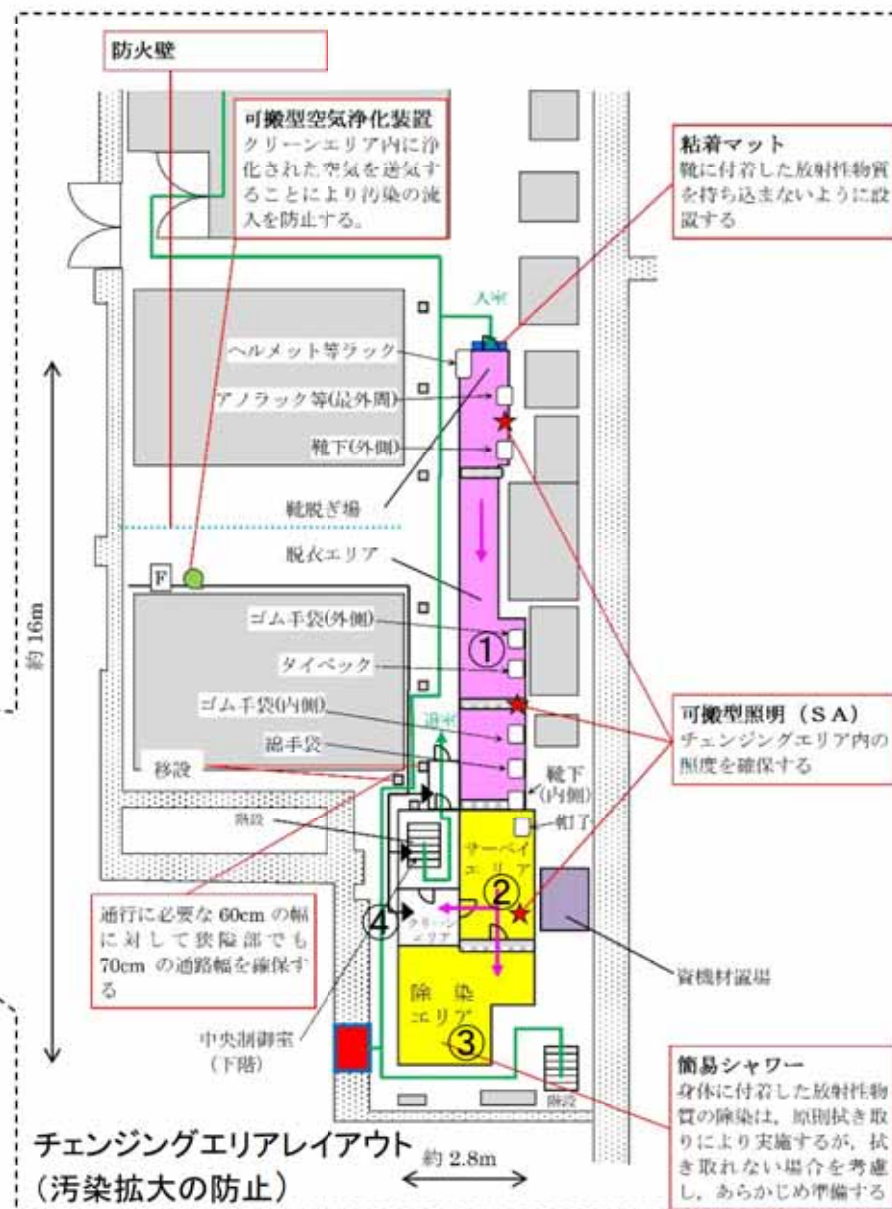 防火壁
可搬型空気浄化装置
クリーンエリア内に浄
化された空気を送気す
ることにより汚染の流
入を防止する。
粘着マット
靴に付着した放射性物質
を持ち込まないように設
置する
入室
ヘルメット等ラック
アノラック等(最外周)
靴下(外側)
靴脱ぎ場
脱衣エリア
F
約16m
ゴム手袋(外側)
①
タイベック
ゴム手袋(内側)
退室
綿手袋
移設
靴下
(内側)
帽子
可搬型照明(SA)
チェンジングエリア内の
照度を確保する
階段
サーベイ
エリア
②
④
クリーン
エリア
通行に必要な60cmの幅
に対して狭隘部でも
70cmの通路幅を確保す
る
資機材置場
除染
エリア
③
中央制御室
(下階)
階段
簡易シャワー
身体に付着した放射性物
質の除染は、原則拭き取
りにより実施するが、拭
き取れない場合を考慮
し、あらかじめ準備する
チェンジングエリアレイアウト
(汚染拡大の防止)
約2.8m